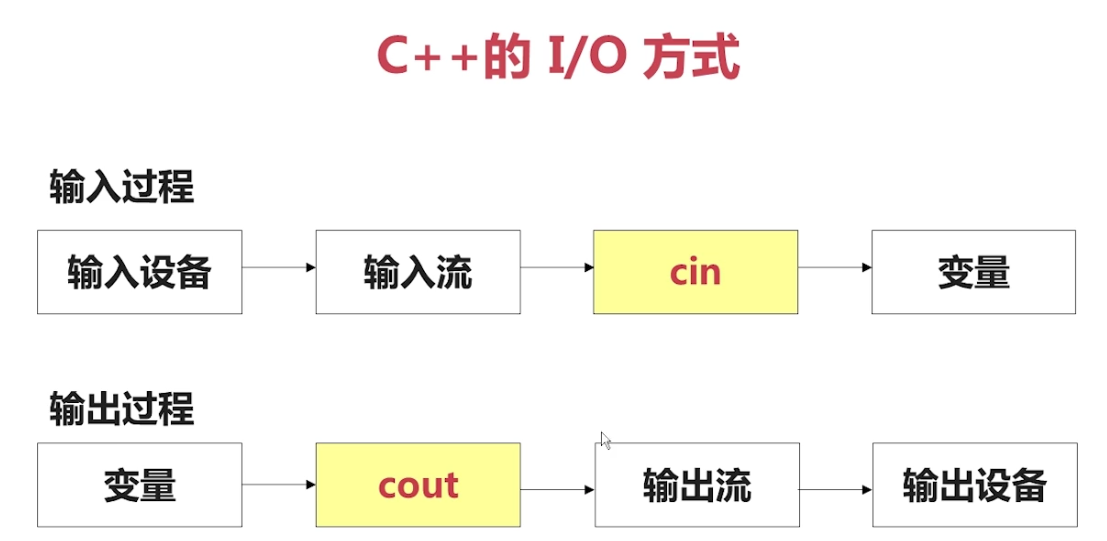 C++的 I/O 方式
输入过程
输入设备 输入流 cin 变量
输出过程
变量 cout 输出流 输出设备